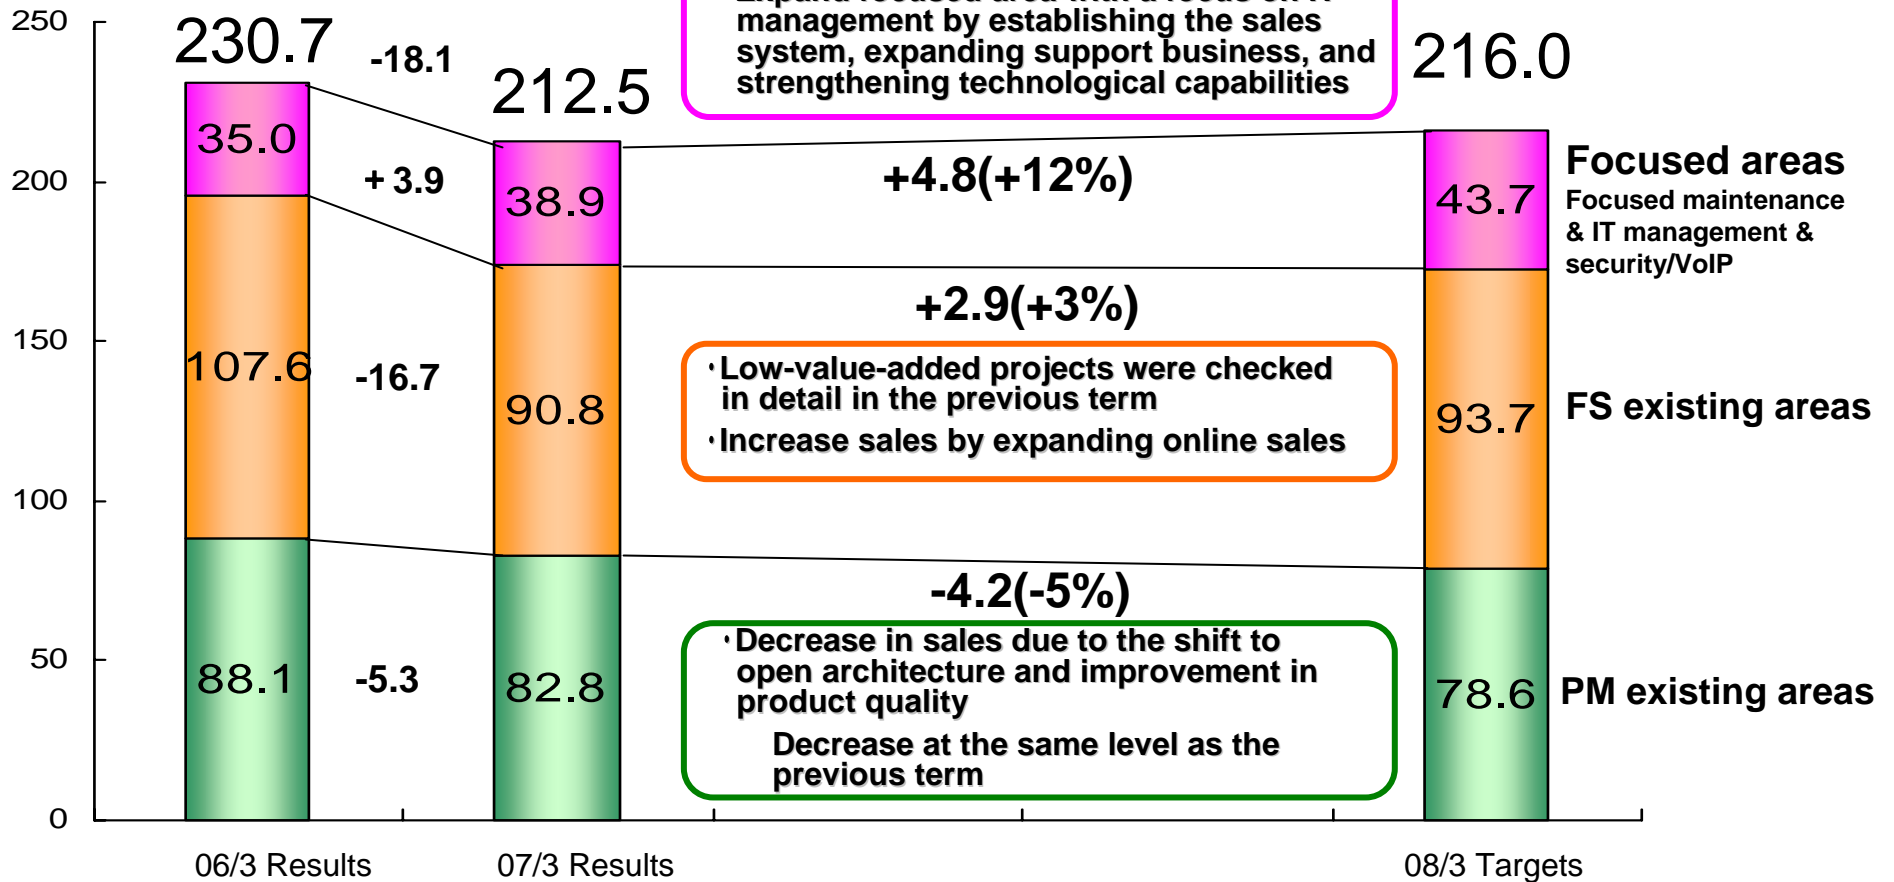 management by establishing the sales
system, expanding support business, and
strengthening technological capabilities
250
200
150
100
50
0
230.7
-18.1
212.5
216.0
35.0
+ 3.9
38.9
+4.8(+12%)
43.7
Focused areas
Focused maintenance
& IT management &
security/VoIP
107.6
-16.7
90.8
+2.9(+3%)
・Low-value-added projects were checked
in detail in the previous term
・Increase sales by expanding online sales
93.7
FS existing areas
88.1
-5.3
82.8
-4.2(-5%)
・Decrease in sales due to the shift to
open architecture and improvement in
product quality
Decrease at the same level as the
previous term
78.6
PM existing areas
06/3 Results
07/3 Results
08/3 Targets